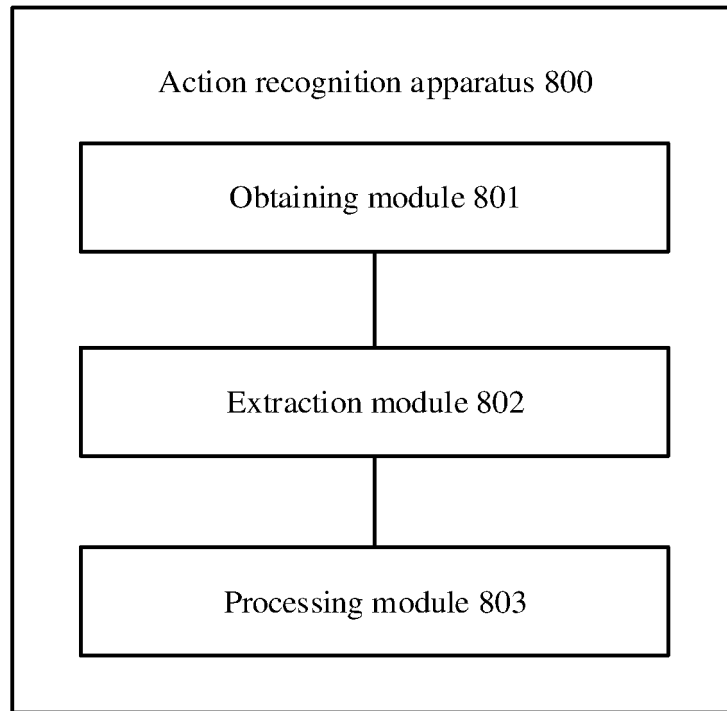 Action recognition apparatus 800
Obtaining module 801
Extraction module 802
Processing module 803